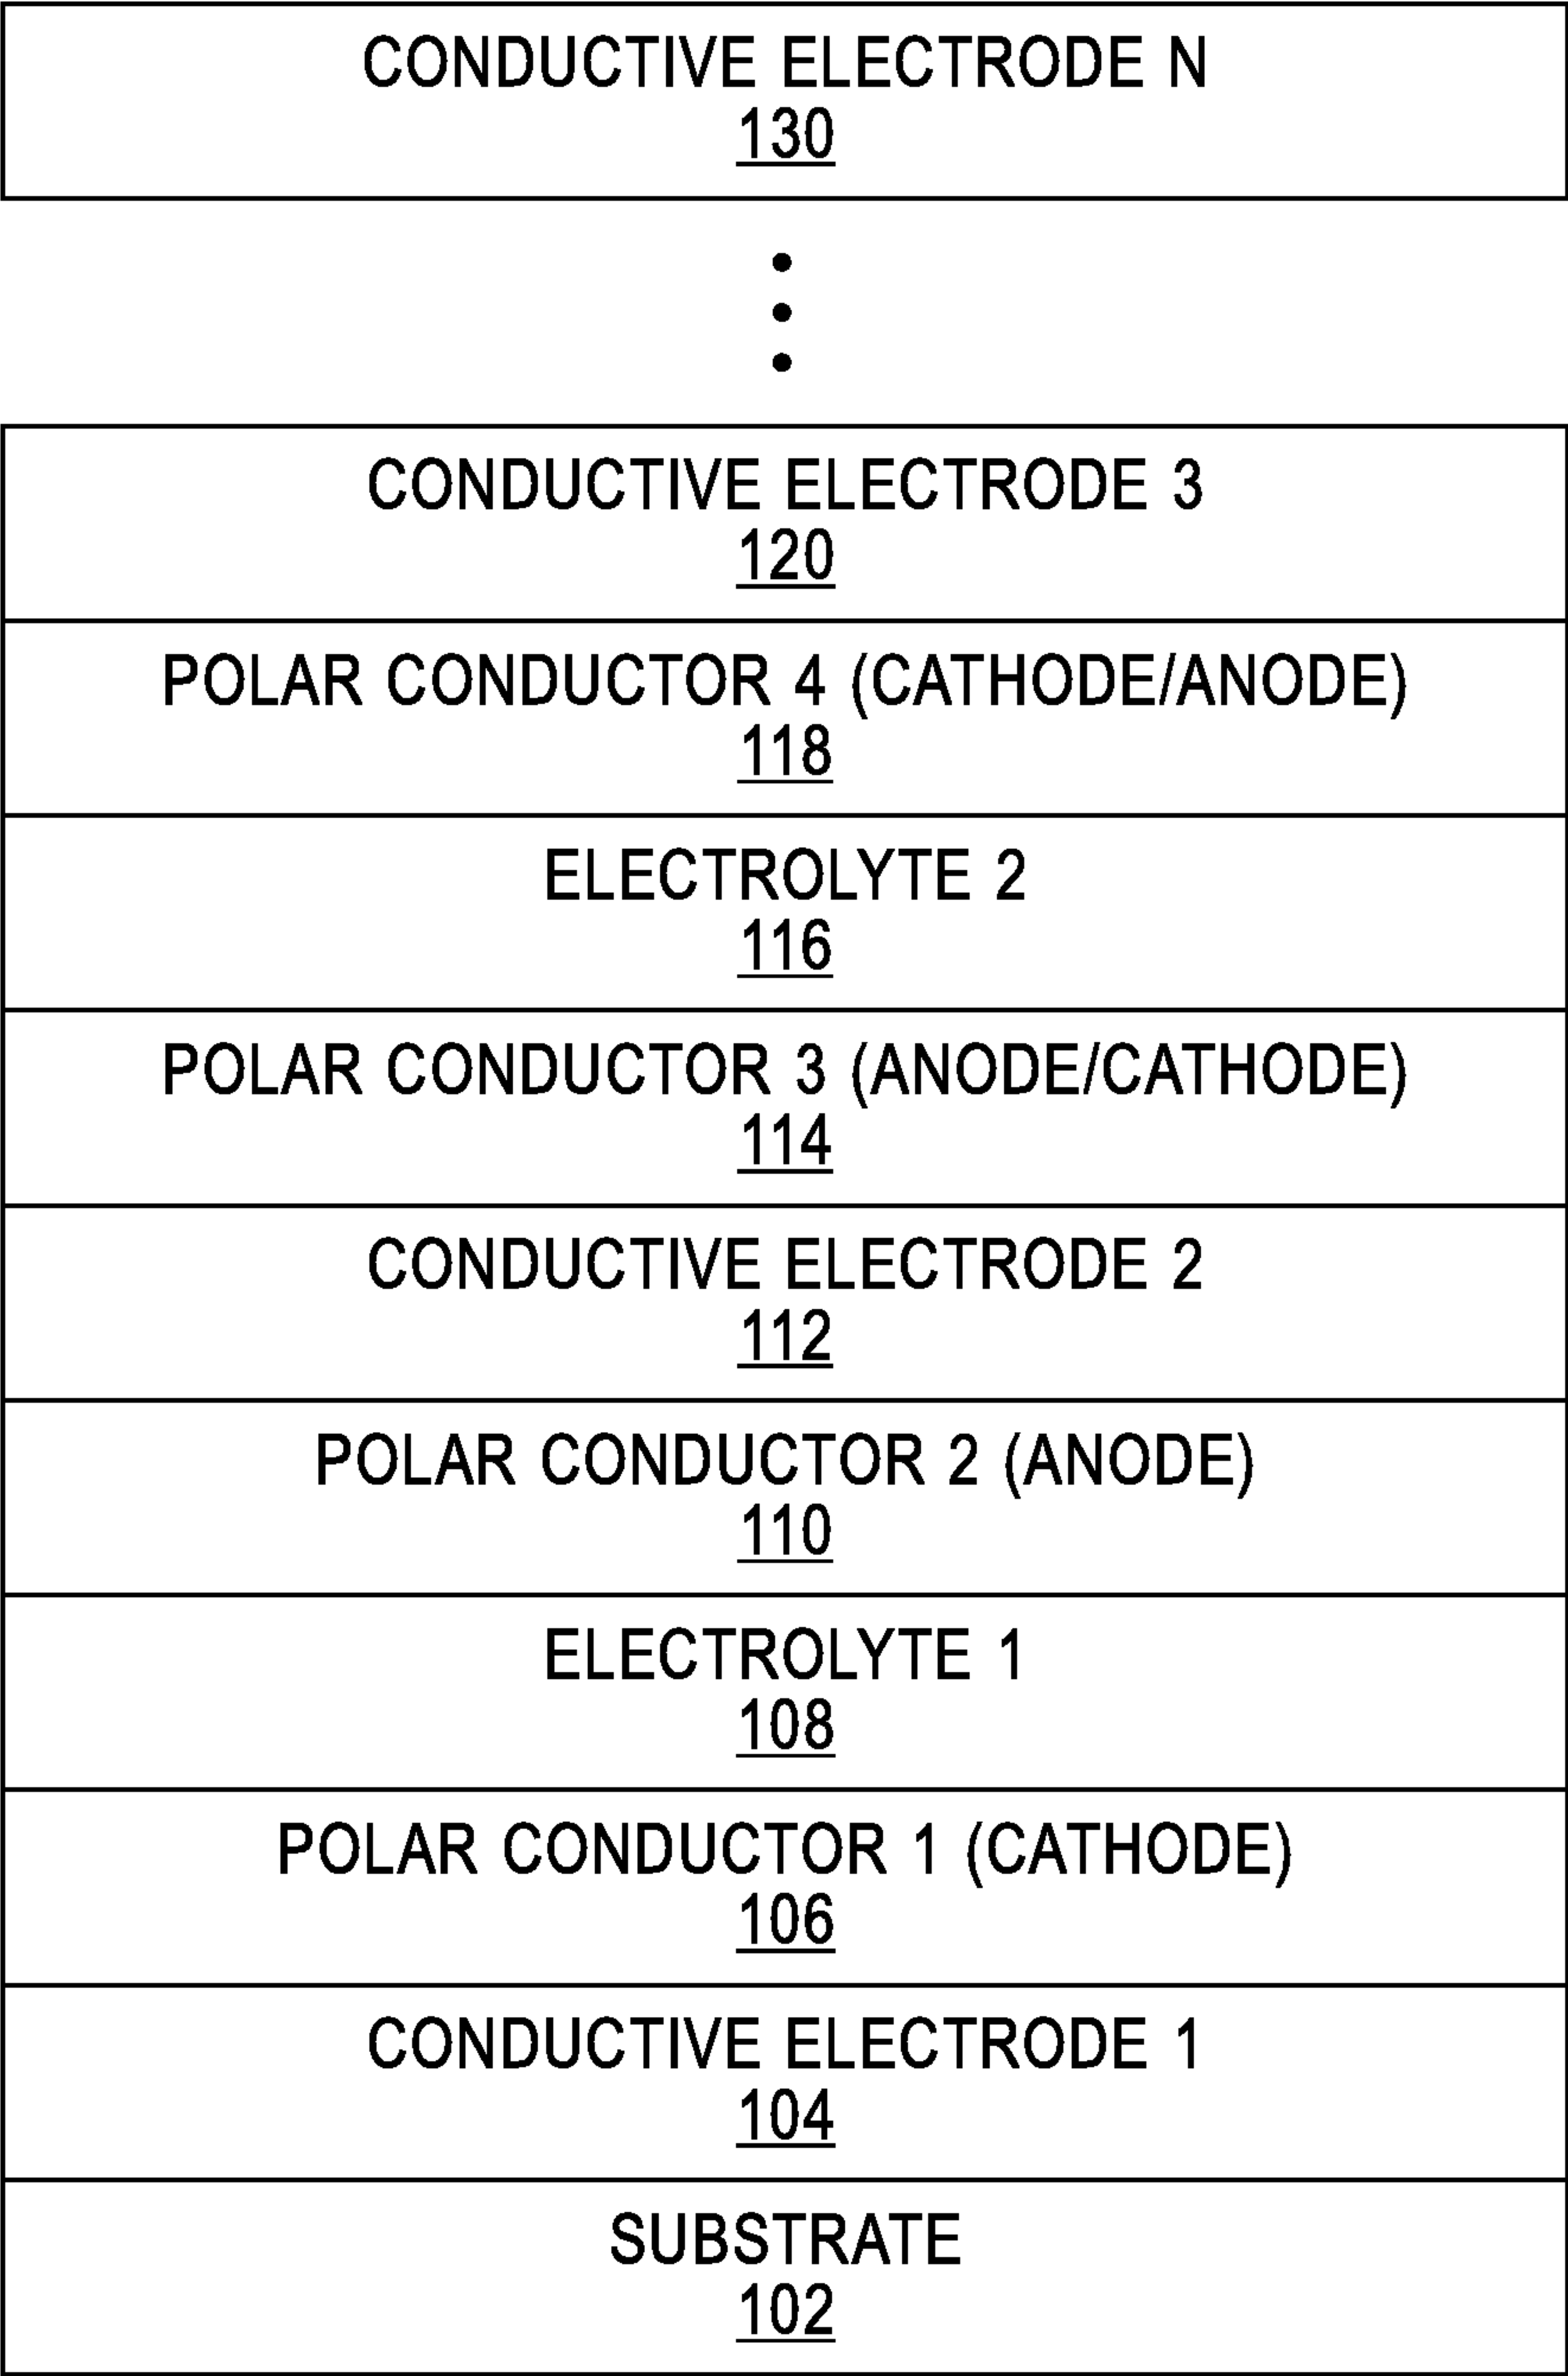 CONDUCTIVE ELECTRODE N
130
CONDUCTIVE ELECTRODE 3
120
POLAR CONDUCTOR 4 (CATHODE/ANODE)
118
ELECTROLYTE 2
116
POLAR CONDUCTOR 3 (ANODE/CATHODE)
114
CONDUCTIVE ELECTRODE 2
112
POLAR CONDUCTOR 2 (ANODE)
110
ELECTROLYTE 1
108
POLAR CONDUCTOR 1 (CATHODE)
106
CONDUCTIVE ELECTRODE 1
104
SUBSTRATE
102